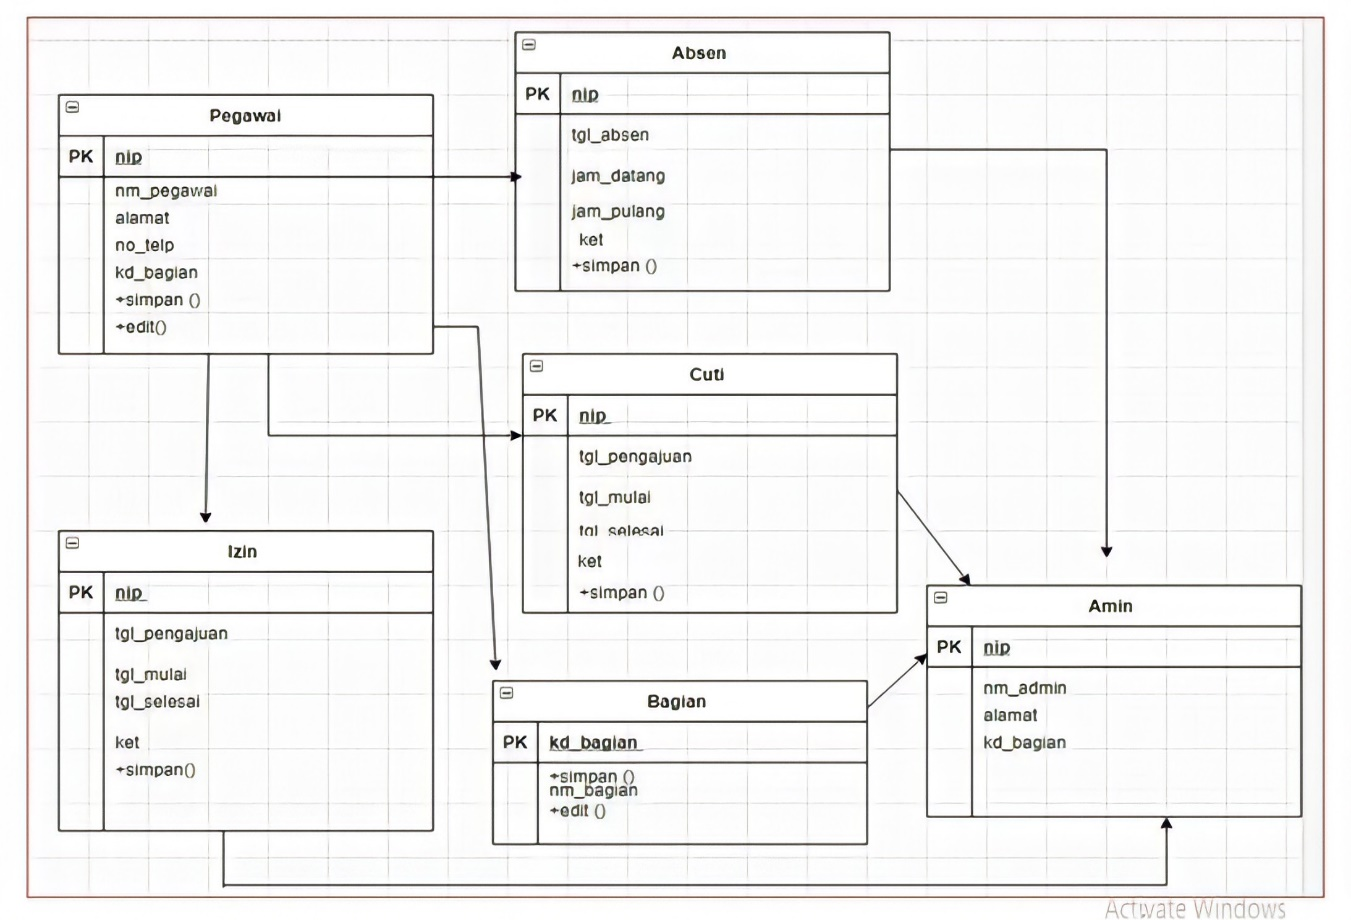 Absen
PK nip
tgl_absen
jam_datang
jam_pulang
ket
+simpan ()
Pegawai
PK nip
nm_pegawai
alamat
no_telp
kd_bagian
+simpan ()
+edit()
Cuti
PK nip
tgl_pengajuan
tgl_mulai
tgl_selesai
ket
+simpan ()
Izin
PK nip
tgl_pengajuan
tgl_mulai
tgl_selesai
ket
+simpan()
Amin
PK nip
nm_admin
alamat
kd_bagian
Bagian
PK kd_bagian
+simpan ()
nm_bagian
+edit ()
Activate Windows